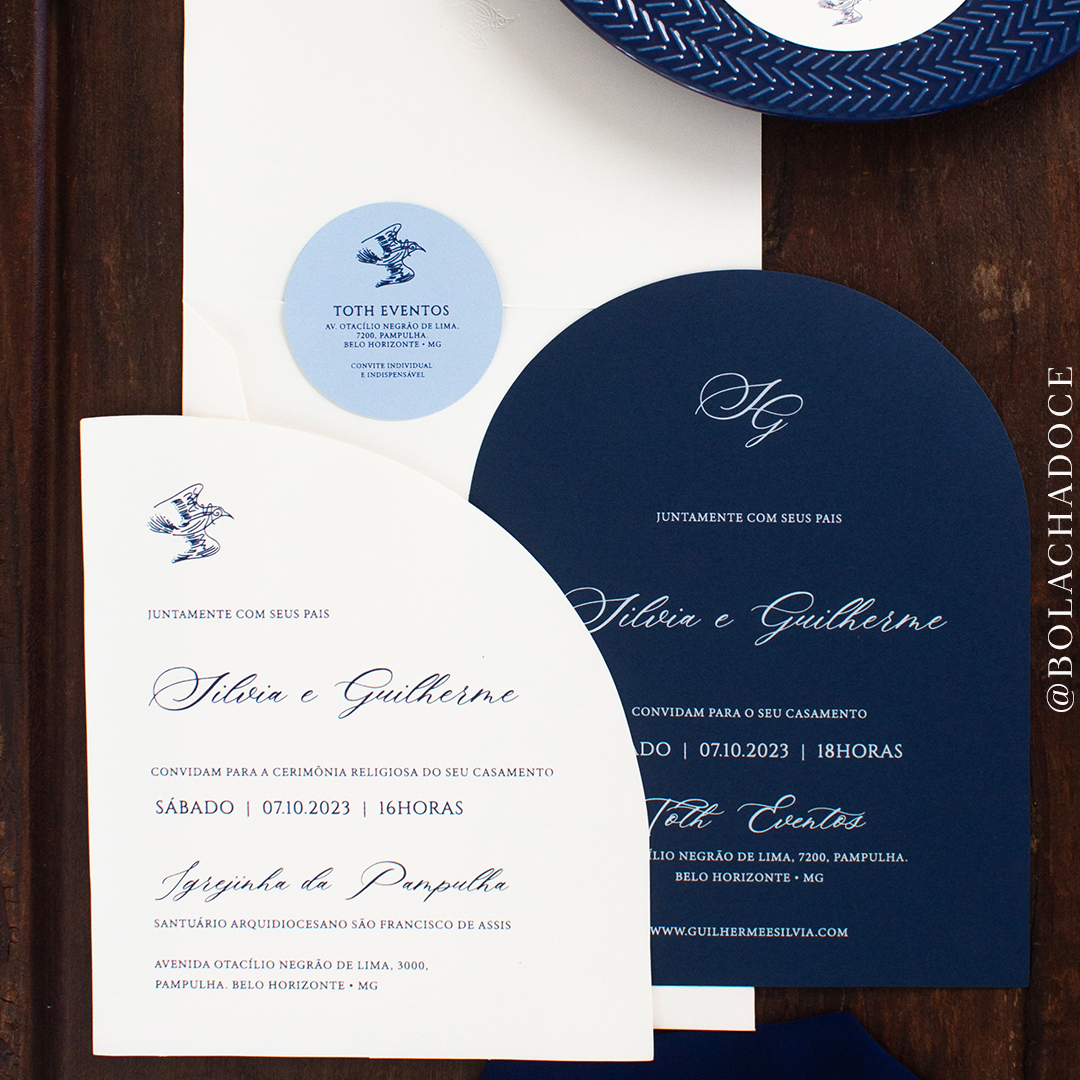 TOTH EVENTOS
AV. OTACÍLIO NEGRÃO DE LIMA,
7200, PAMPULHA.
BELO HORIZONTE • MG
CONVITE INDIVIDUAL
E INDISPENSÁVEL
JUNTAMENTE COM SEUS PAIS
Silvia e Guilherme
CONVIDAM PARA A CERIMÔNIA RELIGIOSA DO SEU CASAMENTO
SÁBADO | 07.10.2023 | 16HORAS
Igrejinha da Pampulha
SANTUÁRIO ARQUIDIOCESANO SÃO FRANCISCO DE ASSIS
AVENIDA OTACÍLIO NEGRÃO DE LIMA, 3000,
PAMPULHA. BELO HORIZONTE • MG
SG
JUNTAMENTE COM SEUS PAIS
Silvia e Guilherme
CONVIDAM PARA O SEU CASAMENTO
DO | 07.10.2023 | 18HORAS
Toth Eventos
LIO NEGRÃO DE LIMA, 7200, PAMPULHA.
BELO HORIZONTE • MG
WWW.GUILHERMEESILVIA.COM
@BOLACHADOCE